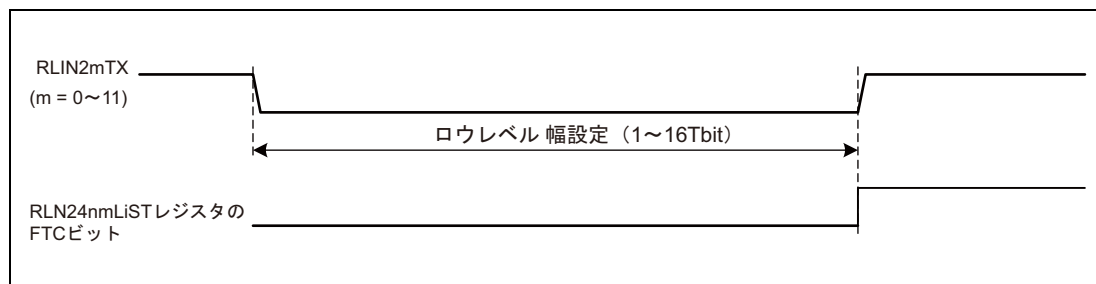 RLIN2mTX
(m = 0～11)
ロウレベル 幅設定（1～16Tbit）
RLN24nmLiSTレジスタの
FTCビット